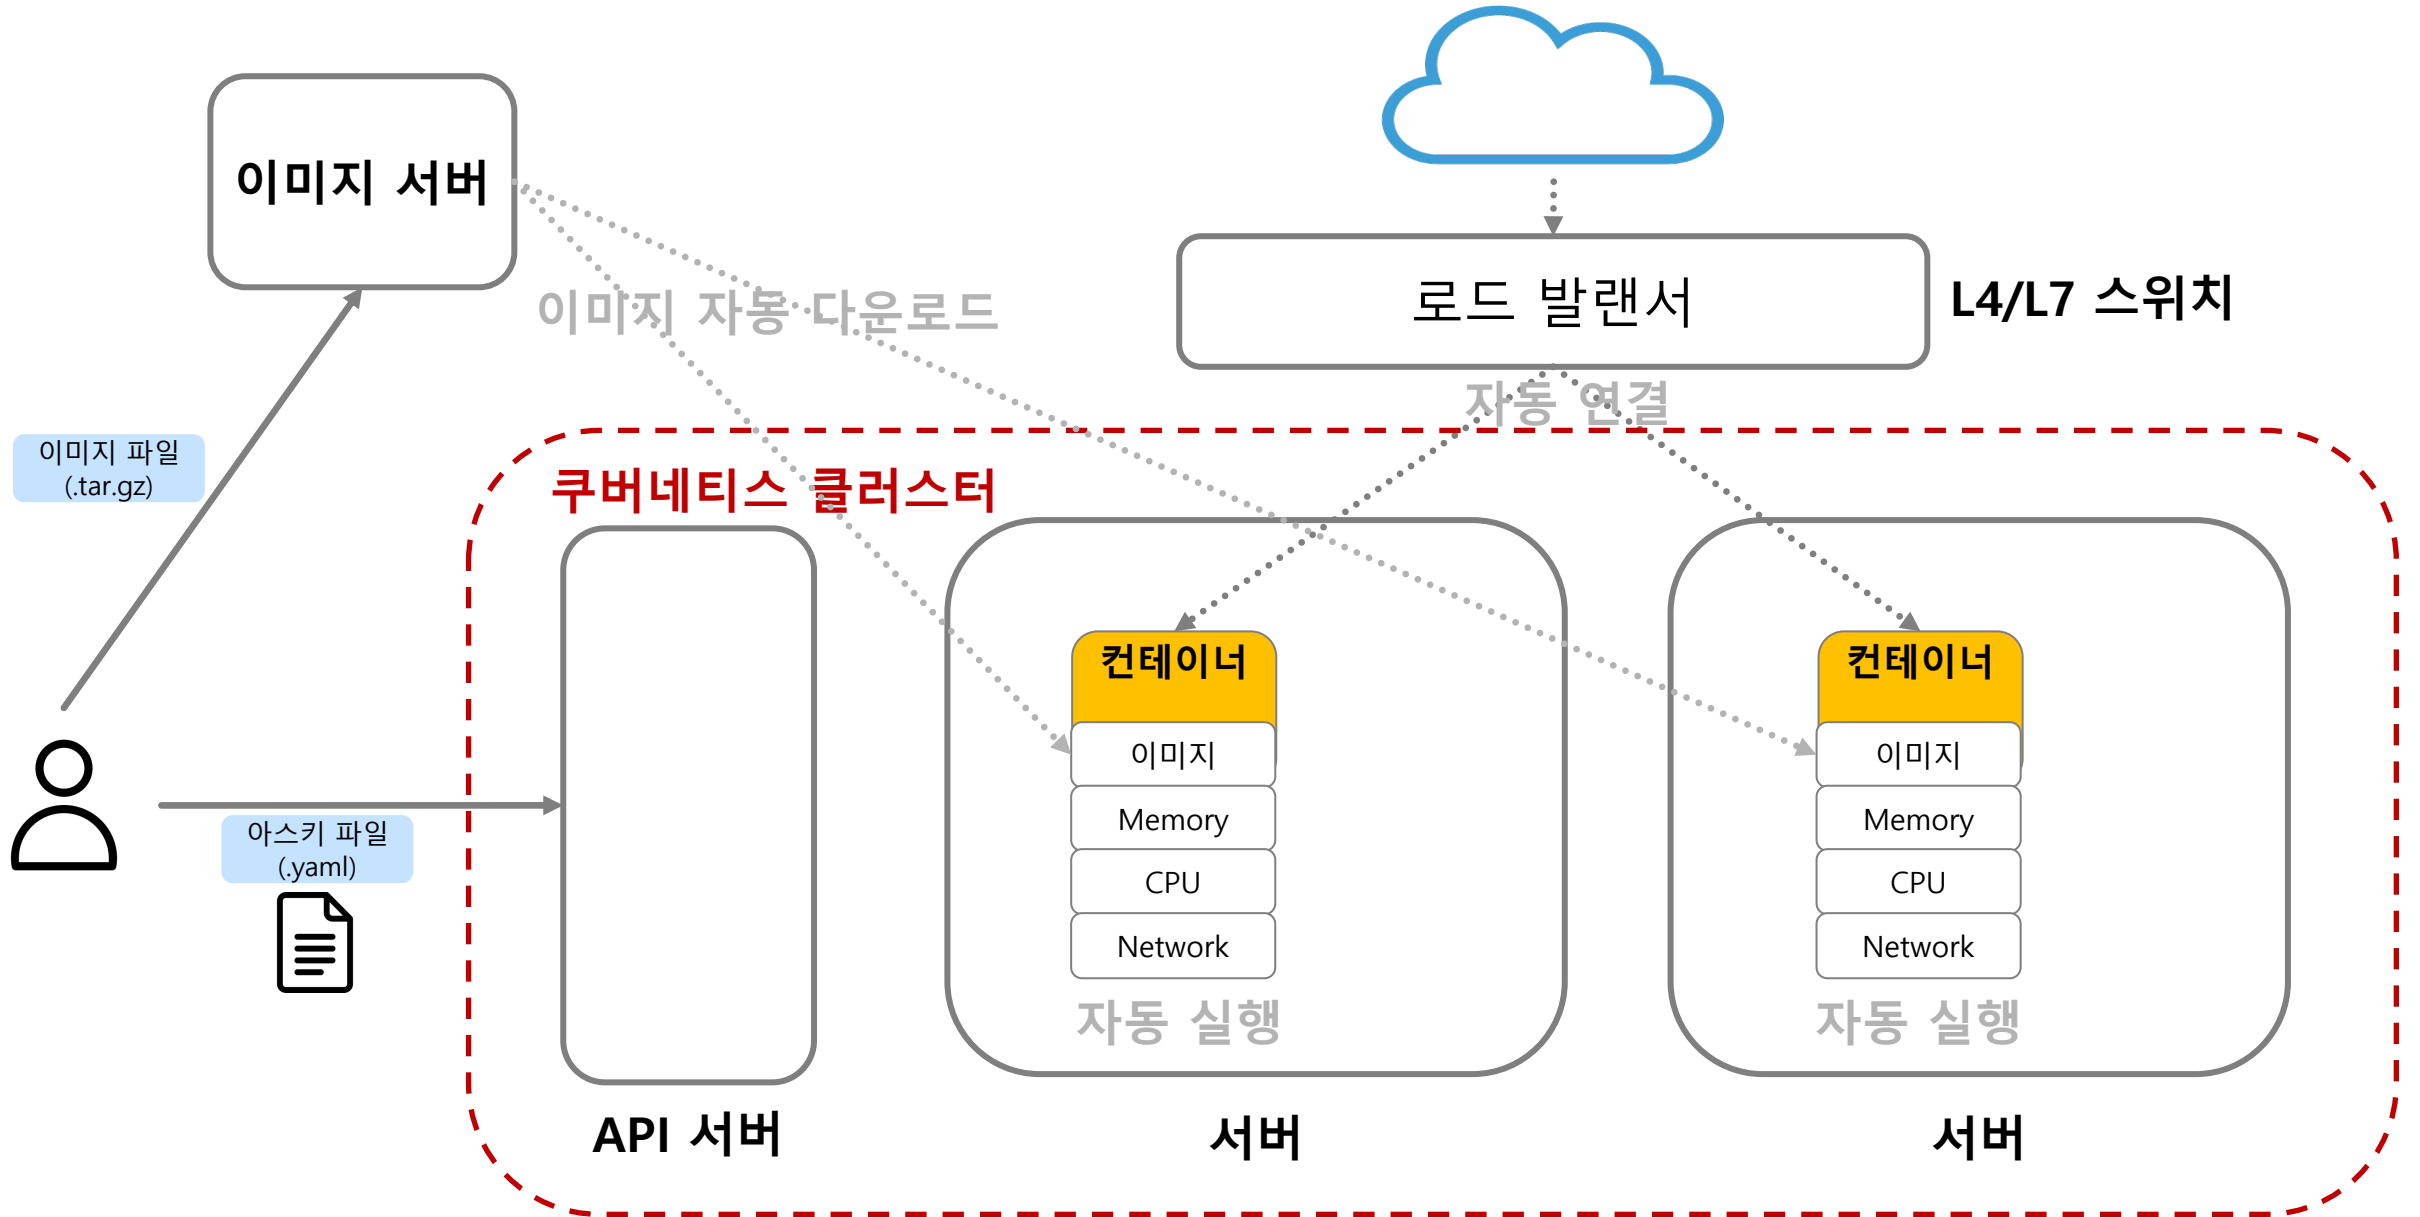 이미지 서버
로드 발랜서
L4/L7 스위치
이미지 자동 다운로드
자동 연결
이미지 파일
(.tar.gz)
쿠버네티스 클러스터
컨테이너
이미지
Memory
CPU
Network
자동 실행
컨테이너
이미지
Memory
CPU
Network
자동 실행
아스키 파일
(.yaml)
API 서버
서버
서버